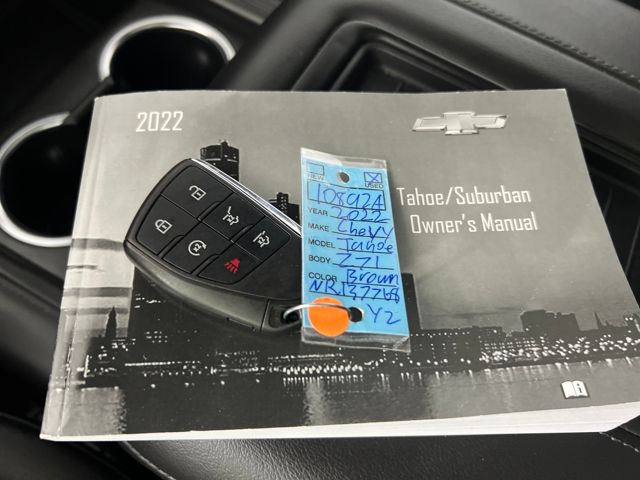 2022
Tahoe/Suburban
Owner's Manual
NEW
USED
10892A
YEAR 2022
MAKE Chevy
MODEL Tahoe
BODY Z71
COLOR Brown
NR137768
Y2